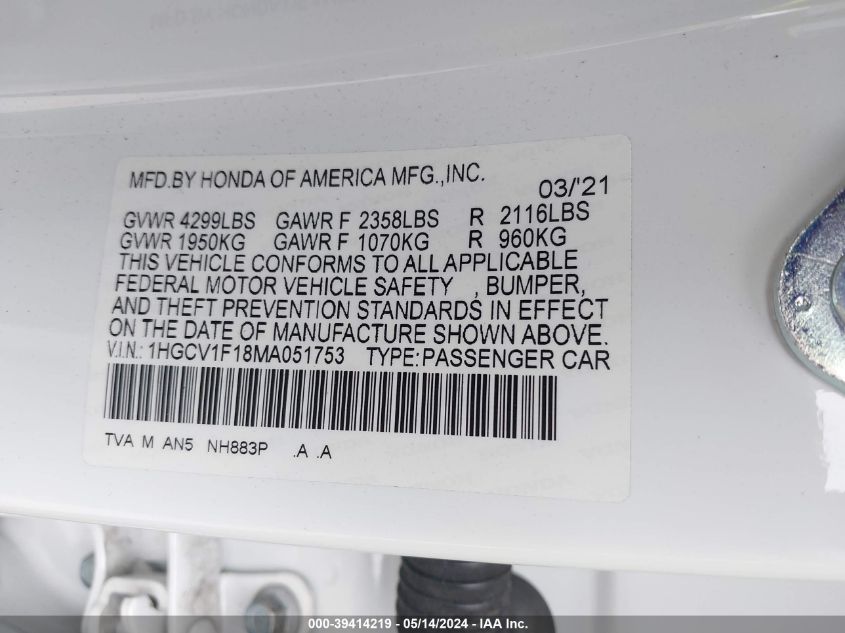 MFD.BY HONDA OF AMERICA MFG.,INC. 03/'21
GVWR 4299LBS GAWR F 2358LBS R 2116LBS
GVWR 1950KG GAWR F 1070KG R 960KG
THIS VEHICLE CONFORMS TO ALL APPLICABLE
FEDERAL MOTOR VEHICLE SAFETY , BUMPER,
AND THEFT PREVENTION STANDARDS IN EFFECT
ON THE DATE OF MANUFACTURE SHOWN ABOVE.
V.I.N.: 1HGCV1F18MA051753 TYPE:PASSENGER CAR
TVA M AN5 NH883P .A .A
000-39414219 - 05/14/2024 - IAA Inc.